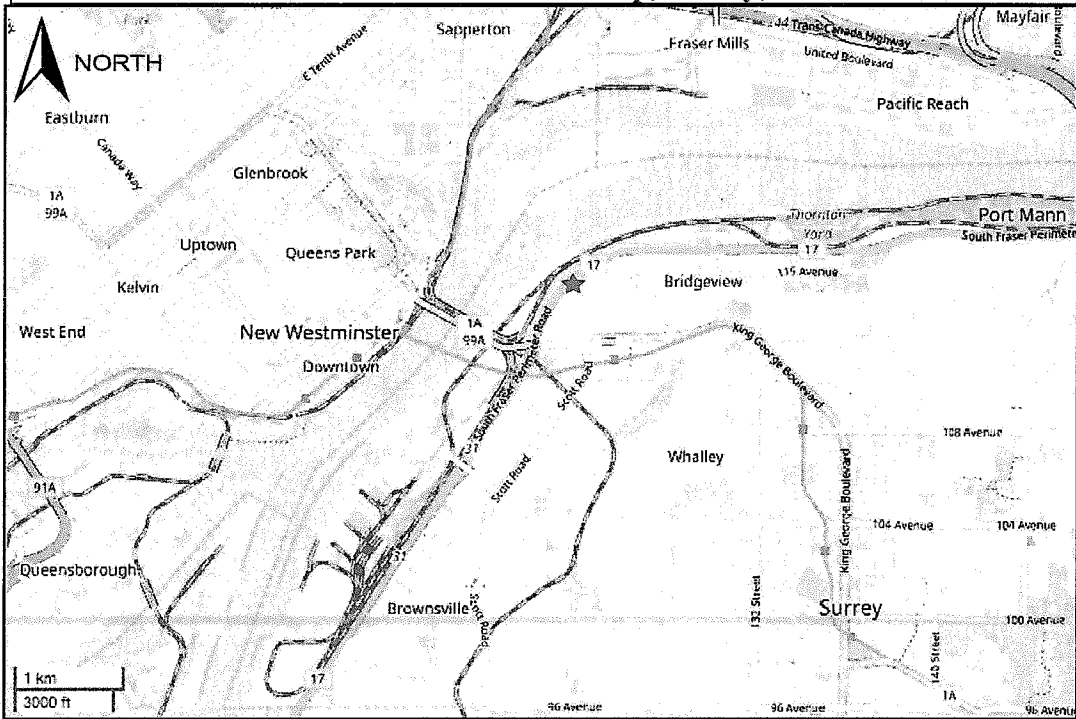 NORTH
Sapperton
Mayfair
E Tenth Avenue
Fraser Mills
Trans-Canada Highway
United Boulevard
Pacific Reach
Eastburn
Canada Way
Glenbrook
1A
99A
Thornton
Yard
Port Mann
South Fraser Perimete
17
Uptown
Queens Park
17
115 Avenue
Bridgeview
Kelvin
1A
99A
West End
New Westminster
King George Boulevard
Downtown
South Fraser Perimeter Road
Scott Road
108 Avenue
Whalley
Scott Road
91A
King George Boulevard
104 Avenue
104 Avenue
Queensborough
132 Street
Brownsville
Scott Road
Surrey
100 Avenue
140 Street
1 km
3000 ft
17
1A
96 Avenue
96 Avenue
96 Avenue